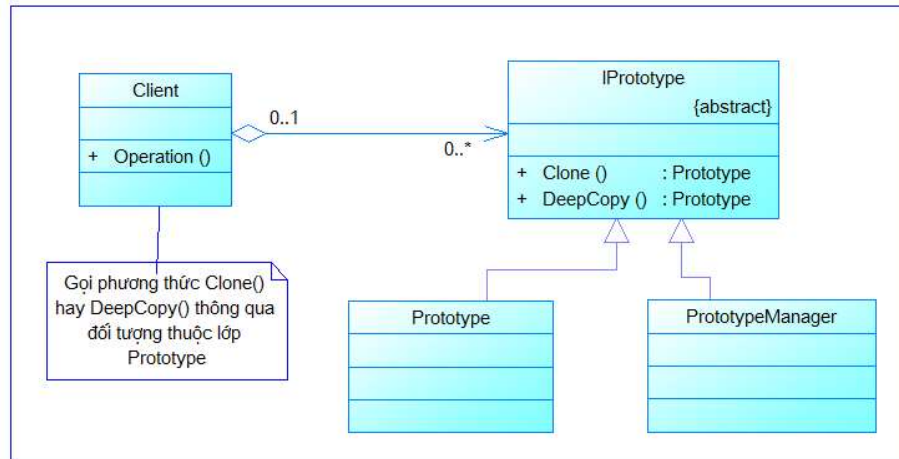 Client
+ Operation ()
0..1
0..*
IPrototype
{abstract}
+ Clone () : Prototype
+ DeepCopy () : Prototype
Gọi phương thức Clone()
hay DeepCopy() thông qua
đối tượng thuộc lớp
Prototype
Prototype
PrototypeManager